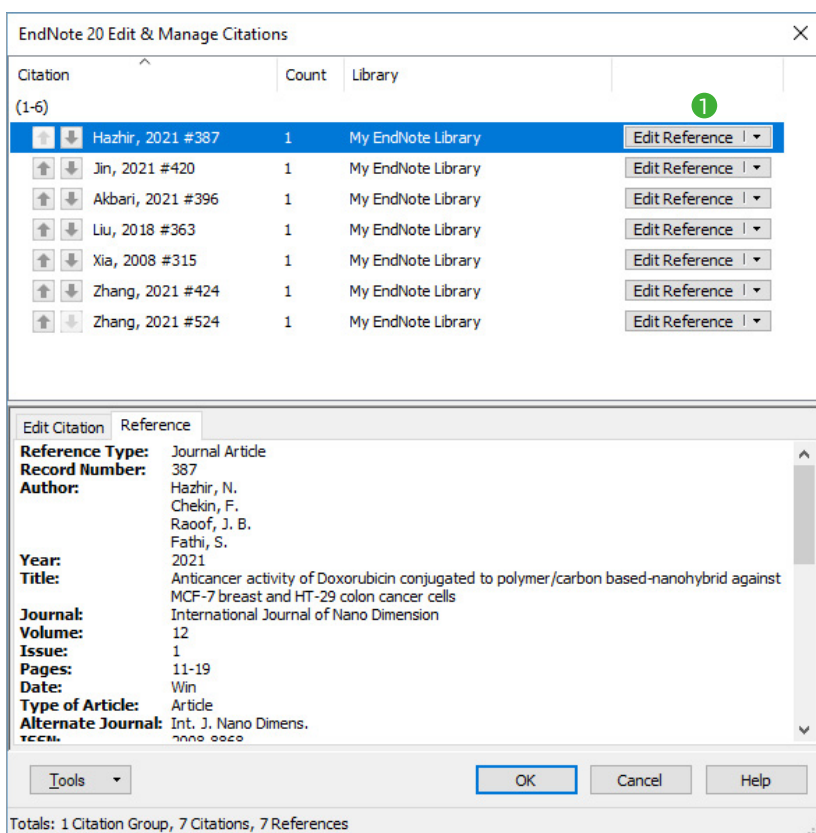 EndNote 20 Edit & Manage Citations
Citation Count Library
(1-6)
1
Hazhir, 2021 #387 1 My EndNote Library Edit Reference
Jin, 2021 #420 1 My EndNote Library Edit Reference
Akbari, 2021 #396 1 My EndNote Library Edit Reference
Liu, 2018 #363 1 My EndNote Library Edit Reference
Xia, 2008 #315 1 My EndNote Library Edit Reference
Zhang, 2021 #424 1 My EndNote Library Edit Reference
Zhang, 2021 #524 1 My EndNote Library Edit Reference
Edit Citation Reference
Reference Type: Journal Article
Record Number: 387
Author: Hazhir, N.
Chekin, F.
Raoof, J. B.
Fathi, S.
Year: 2021
Title: Anticancer activity of Doxorubicin conjugated to polymer/carbon based-nanohybrid against
MCF-7 breast and HT-29 colon cancer cells
Journal: International Journal of Nano Dimension
Volume: 12
Issue: 1
Pages: 11-19
Date: Win
Type of Article: Article
Alternate Journal: Int. J. Nano Dimens.
ISSN: 2008-8868
Tools OK Cancel Help
Totals: 1 Citation Group, 7 Citations, 7 References